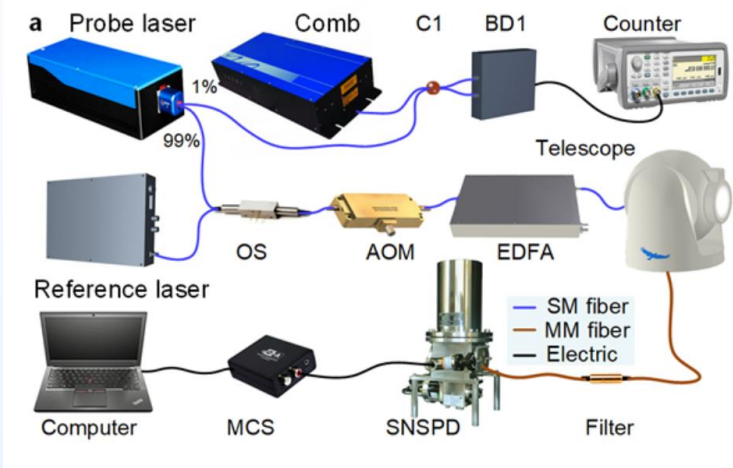 a Probe laser Comb C1 BD1 Counter
1%
99%
Telescope
OS AOM EDFA
Reference laser
SM fiber
MM fiber
Electric
Computer MCS SNSPD Filter